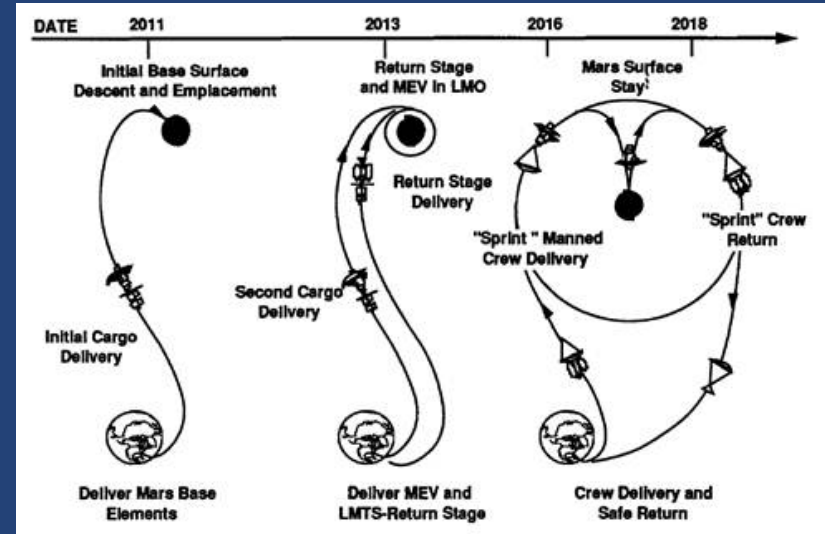 DATE 2011 2013 2016 2018
Initial Base Surface
Descent and Emplacement
Return Stage
and MEV in LMO
Mars Surface
Stay
Return Stage
Delivery
"Sprint" Manned
Crew Delivery
"Sprint" Crew
Return
Second Cargo
Delivery
Initial Cargo
Delivery
Deliver Mars Base
Elements
Deliver MEV and
LMTS-Return Stage
Crew Delivery and
Safe Return